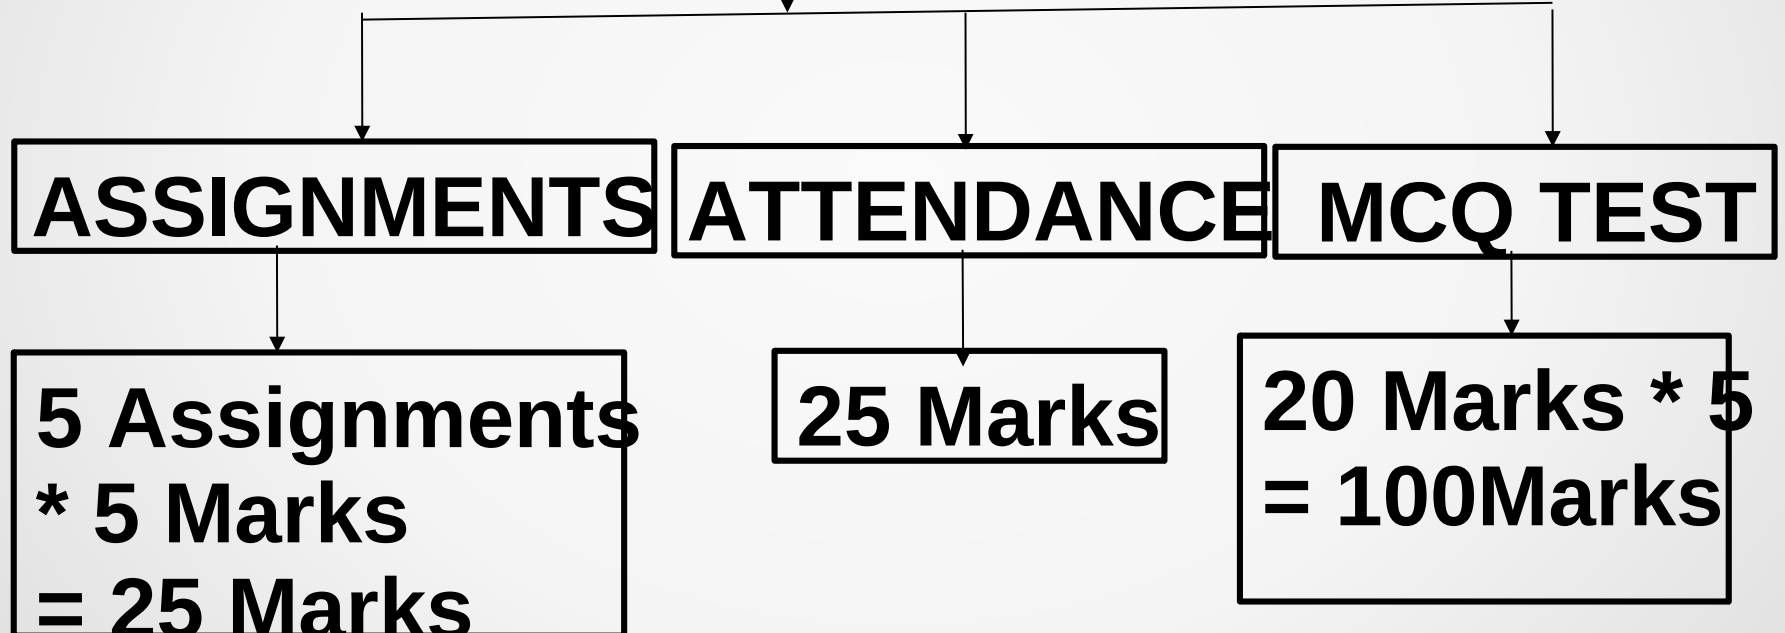 ASSIGNMENTS
ATTENDANCE
MCQ TEST
5 Assignments
* 5 Marks
= 25 Marks
25 Marks
20 Marks * 5
= 100Marks